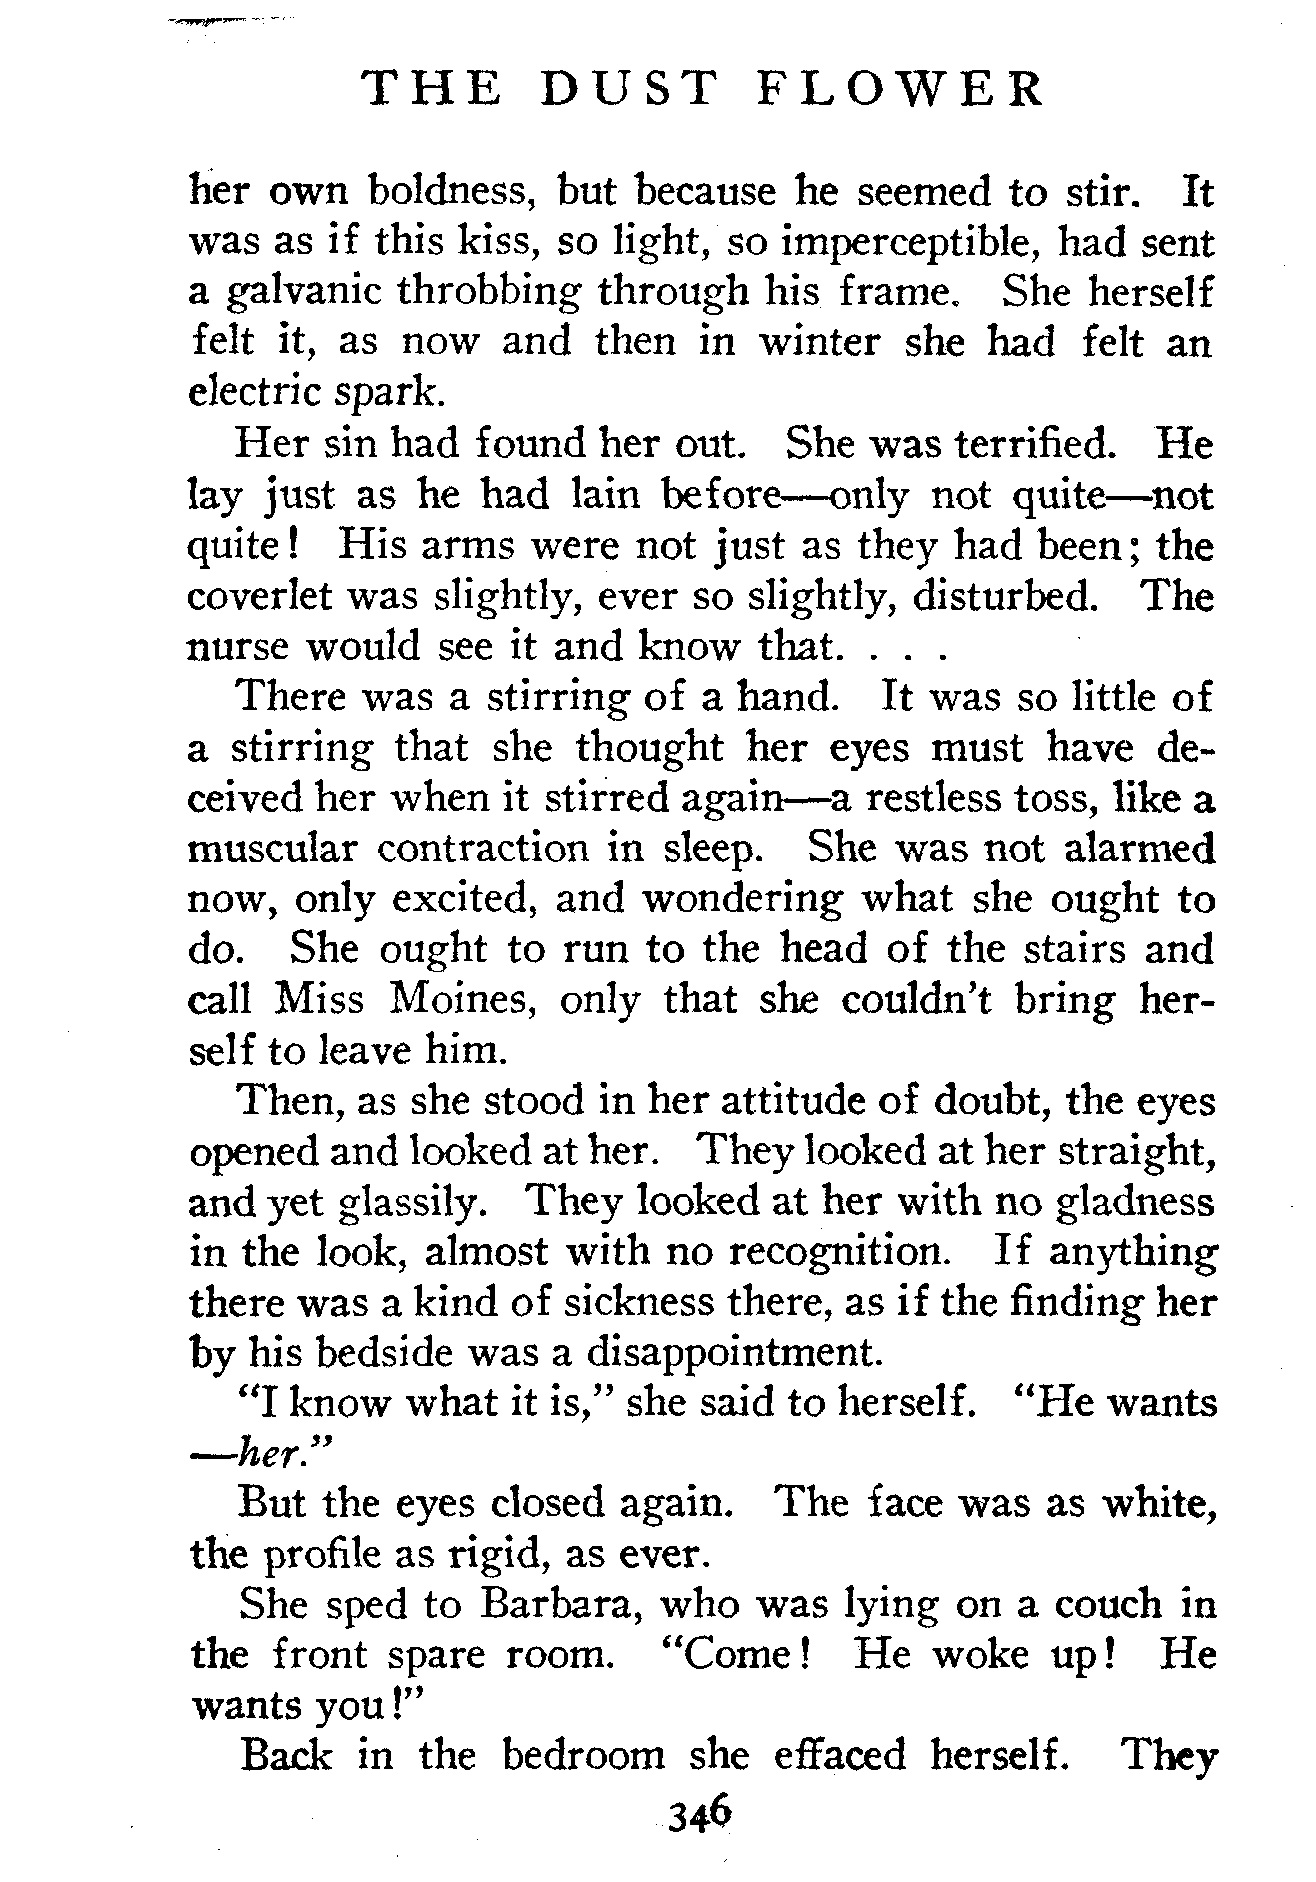 THE DUST FLOWER
her own boldness, but because he seemed to stir. It
was as if this kiss, so light, so imperceptible, had sent
a galvanic throbbing through his frame. She herself
felt it, as now and then in winter she had felt an
electric spark.
Her sin had found her out. She was terrified. He
lay just as he had lain before—only not quite—not
quite! His arms were not just as they had been; the
coverlet was slightly, ever so slightly, disturbed. The
nurse would see it and know that. . . .
There was a stirring of a hand. It was so little of
a stirring that she thought her eyes must have de-
ceived her when it stirred again—a restless toss, like a
muscular contraction in sleep. She was not alarmed
now, only excited, and wondering what she ought to
do. She ought to run to the head of the stairs and
call Miss Moines, only that she couldn't bring her-
self to leave him.
Then, as she stood in her attitude of doubt, the eyes
opened and looked at her. They looked at her straight,
and yet glassily. They looked at her with no gladness
in the look, almost with no recognition. If anything
there was a kind of sickness there, as if the finding her
by his bedside was a disappointment.
“I know what it is,” she said to herself. “He wants
—her.”
But the eyes closed again. The face was as white,
the profile as rigid, as ever.
She sped to Barbara, who was lying on a couch in
the front spare room. “Come! He woke up! He
wants you!”
Back in the bedroom she effaced herself. They
346